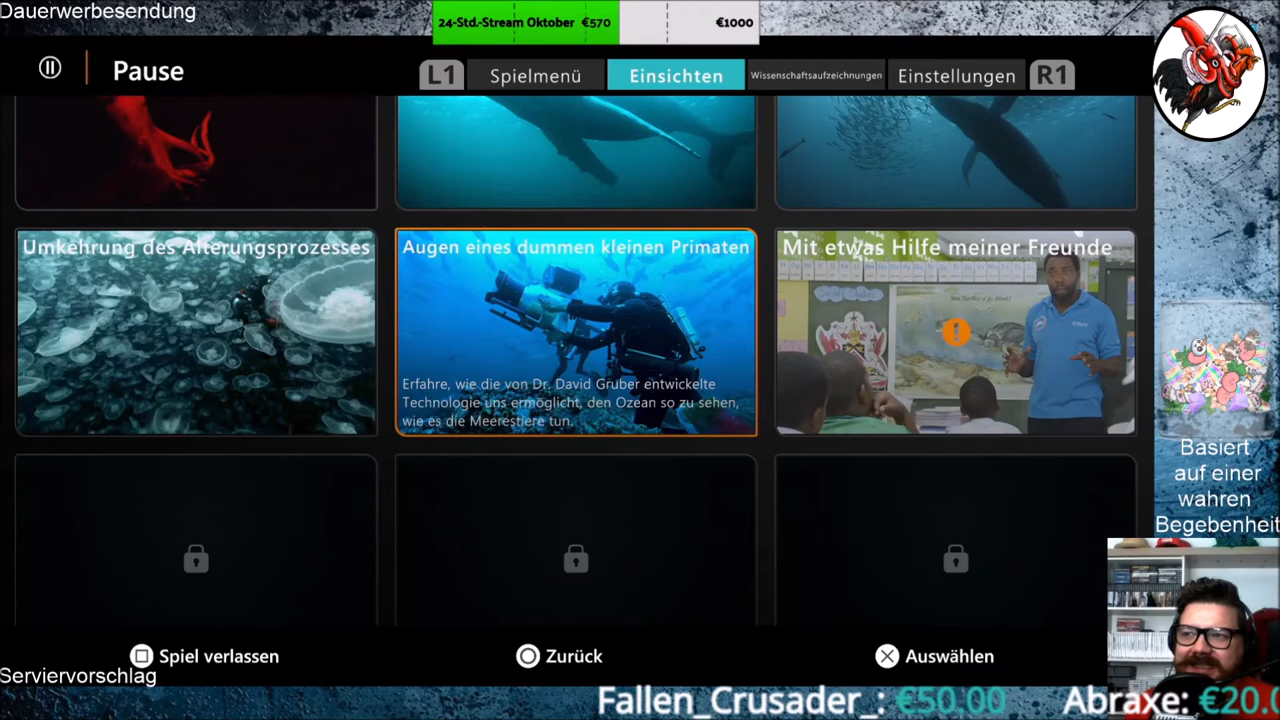 Dauerwerbesendung
24-Std.-Stream Oktober €570 €1000
Pause
L1 Spielmenü Einsichten Wissenschaftsaufzeichnungen Einstellungen R1
Umkehrung des Alterungsprozesses
Augen eines dummen kleinen Primaten
Erfahre, wie die von Dr. David Gruber entwickelte
Technologie uns ermöglicht, den Ozean so zu sehen,
wie es die Meerestiere tun.
Mit etwas Hilfe meiner Freunde
STAFF
Basiert
auf einer
wahren
Begebenheit
Spiel verlassen Zurück Auswählen
Serviervorschlag
Fallen_Crusader_: €50.00 Abraxe: €20.0